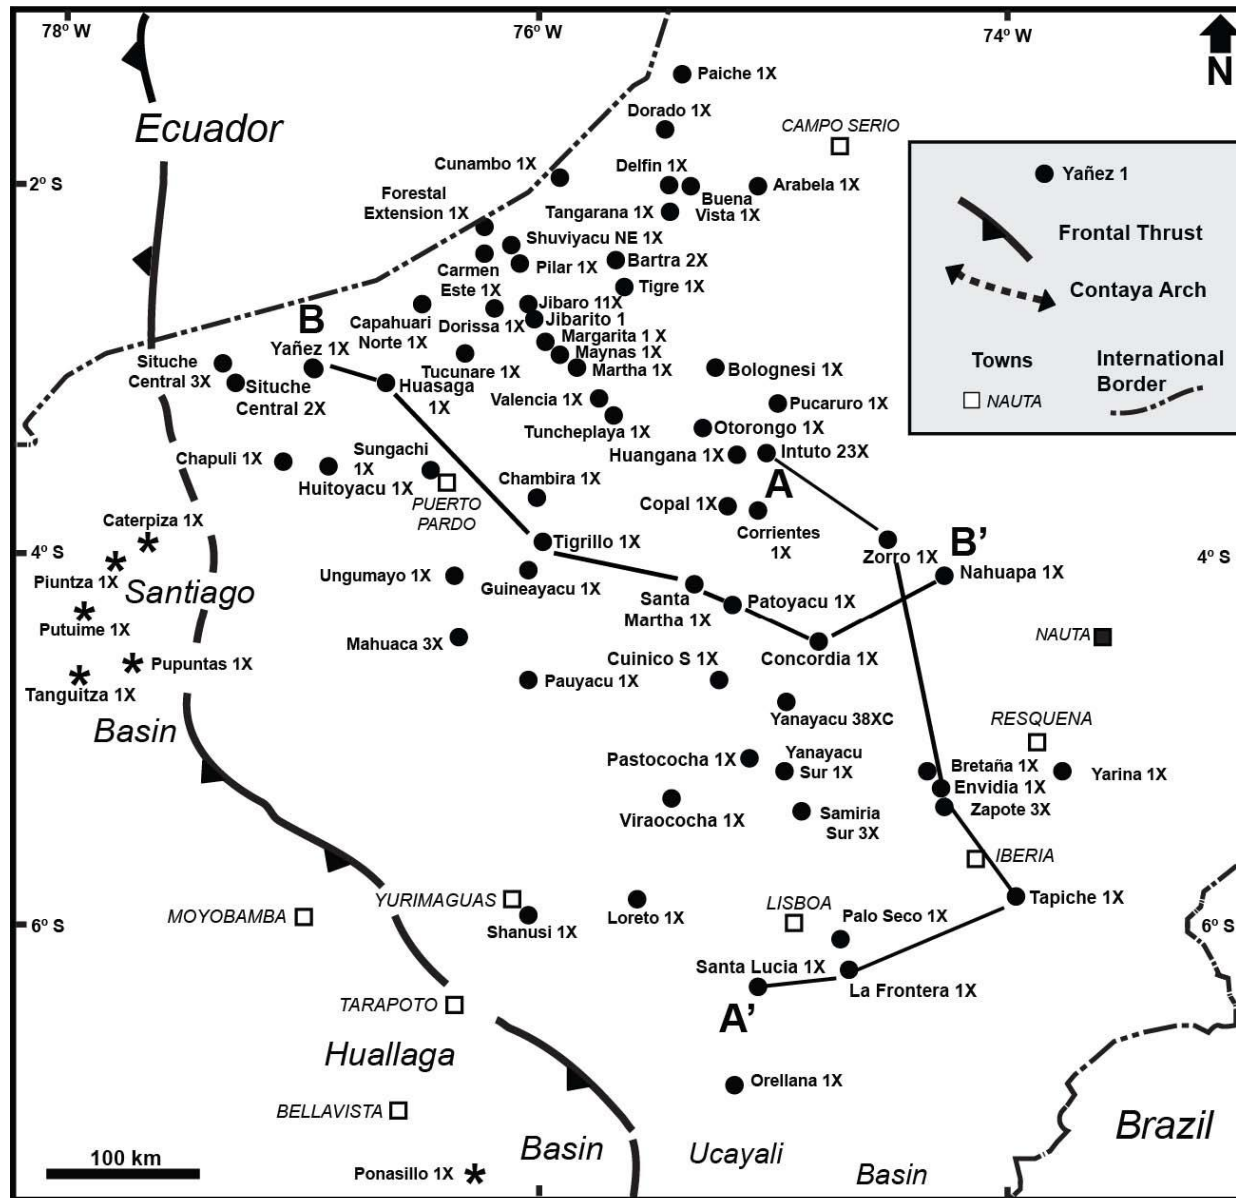 78º W
76º W
74º W
N
Ecuador
Paiche 1X
Dorado 1X
CAMPO SERIO
2º S
Cunambo 1X
Delfin 1X
Arabela 1X
Buena
Vista 1X
Forestal
Extension 1X
Tangarana 1X
Shuviyacu NE 1X
Bartra 2X
Pilar 1X
Carmen
Este 1X
Tigre 1X
Jibaro 11X
Jibarito 1
Capahuari
Norte 1X
Dorissa 1X
Margarita 1 X
Maynas 1X
Martha 1X
Tucunare 1X
B
Yañez 1X
Situche
Central 3X
Situche
Central 2X
Huasaga
1X
Bolognesi 1X
Valencia 1X
Pucaruro 1X
Tuncheplaya 1X
Otorongo 1X
Chapuli 1X
Huitoyacu 1X
Sungachi
1X
PUERTO
PARDO
Huangana 1X
Intuto 23X
A
Chambira 1X
Copal 1X
Corrientes
1X
Caterpiza 1X
Tigrillo 1X
Zorro 1X
B’
4º S
4º S
Piuntza 1X
Santiago
Ungumayo 1X
Guineayacu 1X
Santa
Martha 1X
Patoyacu 1X
Nahuapa 1X
Putuime 1X
Mahuaca 3X
Concordia 1X
NAUTA
Pupuntas 1X
Tanguitza 1X
Cuinico S 1X
Pauyacu 1X
Basin
Yanayacu 38XC
RESQUENA
Pastococha 1X
Yanayacu
Sur 1X
Bretaña 1X
Envidia 1X
Zapote 3X
Yarina 1X
Viraococha 1X
Samiria
Sur 3X
IBERIA
YURIMAGUAS
MOYOBAMBA
Shanusi 1X
Loreto 1X
LISBOA
Palo Seco 1X
Tapiche 1X
6º S
6º S
Santa Lucia 1X
La Frontera 1X
A’
TARAPOTO
Huallaga
Orellana 1X
BELLAVISTA
Basin
Ucayali
Basin
Brazil
100 km
Ponasillo 1X
Yañez 1
Frontal Thrust
Contaya Arch
Towns
NAUTA
International
Border